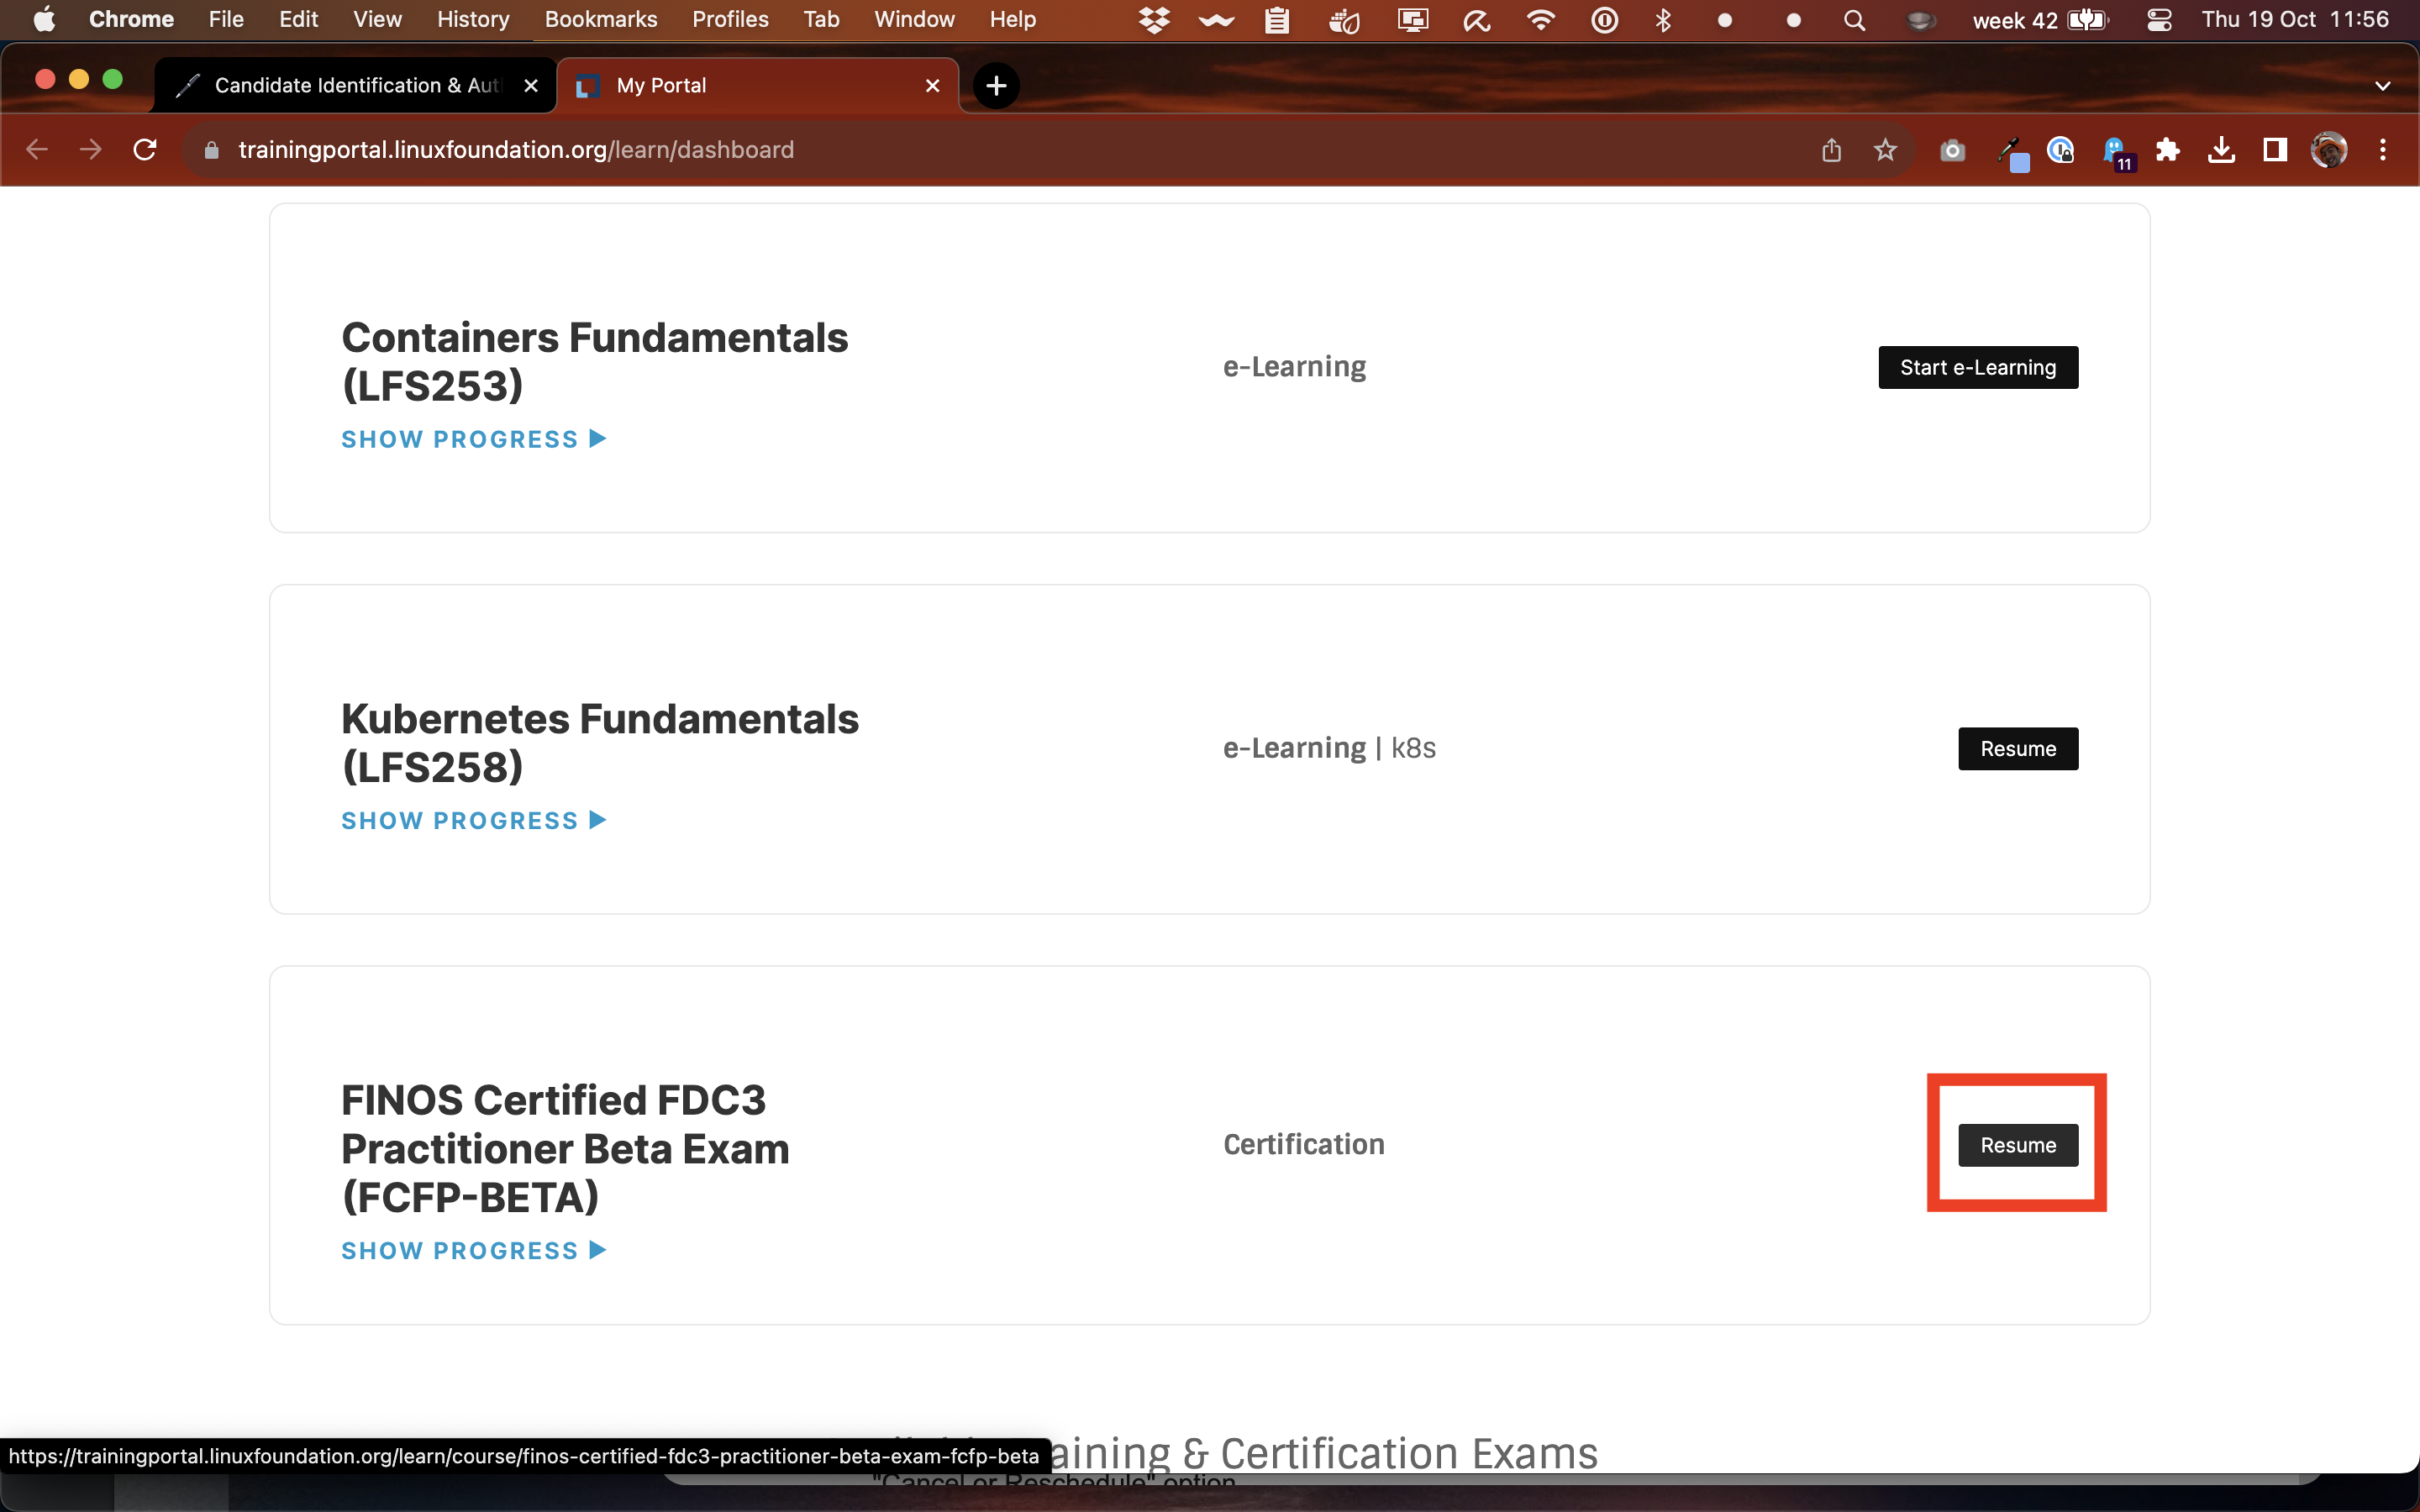 Chrome File Edit View History Bookmarks Profiles Tab Window Help week 42 Thu 19 Oct 11:56
Candidate Identification & Aut My Portal
trainingportal.linuxfoundation.org/learn/dashboard 11
Containers Fundamentals
(LFS253)
SHOW PROGRESS
e-Learning
Start e-Learning
Kubernetes Fundamentals
(LFS258)
SHOW PROGRESS
e-Learning | k8s
Resume
FINOS Certified FDC3
Practitioner Beta Exam
(FCFP-BETA)
SHOW PROGRESS
Certification
Resume
aining & Certification Exams
https://trainingportal.linuxfoundation.org/learn/course/finos-certified-fdc3-practitioner-beta-exam-fcfp-beta
"Cancel or Reschedule" option